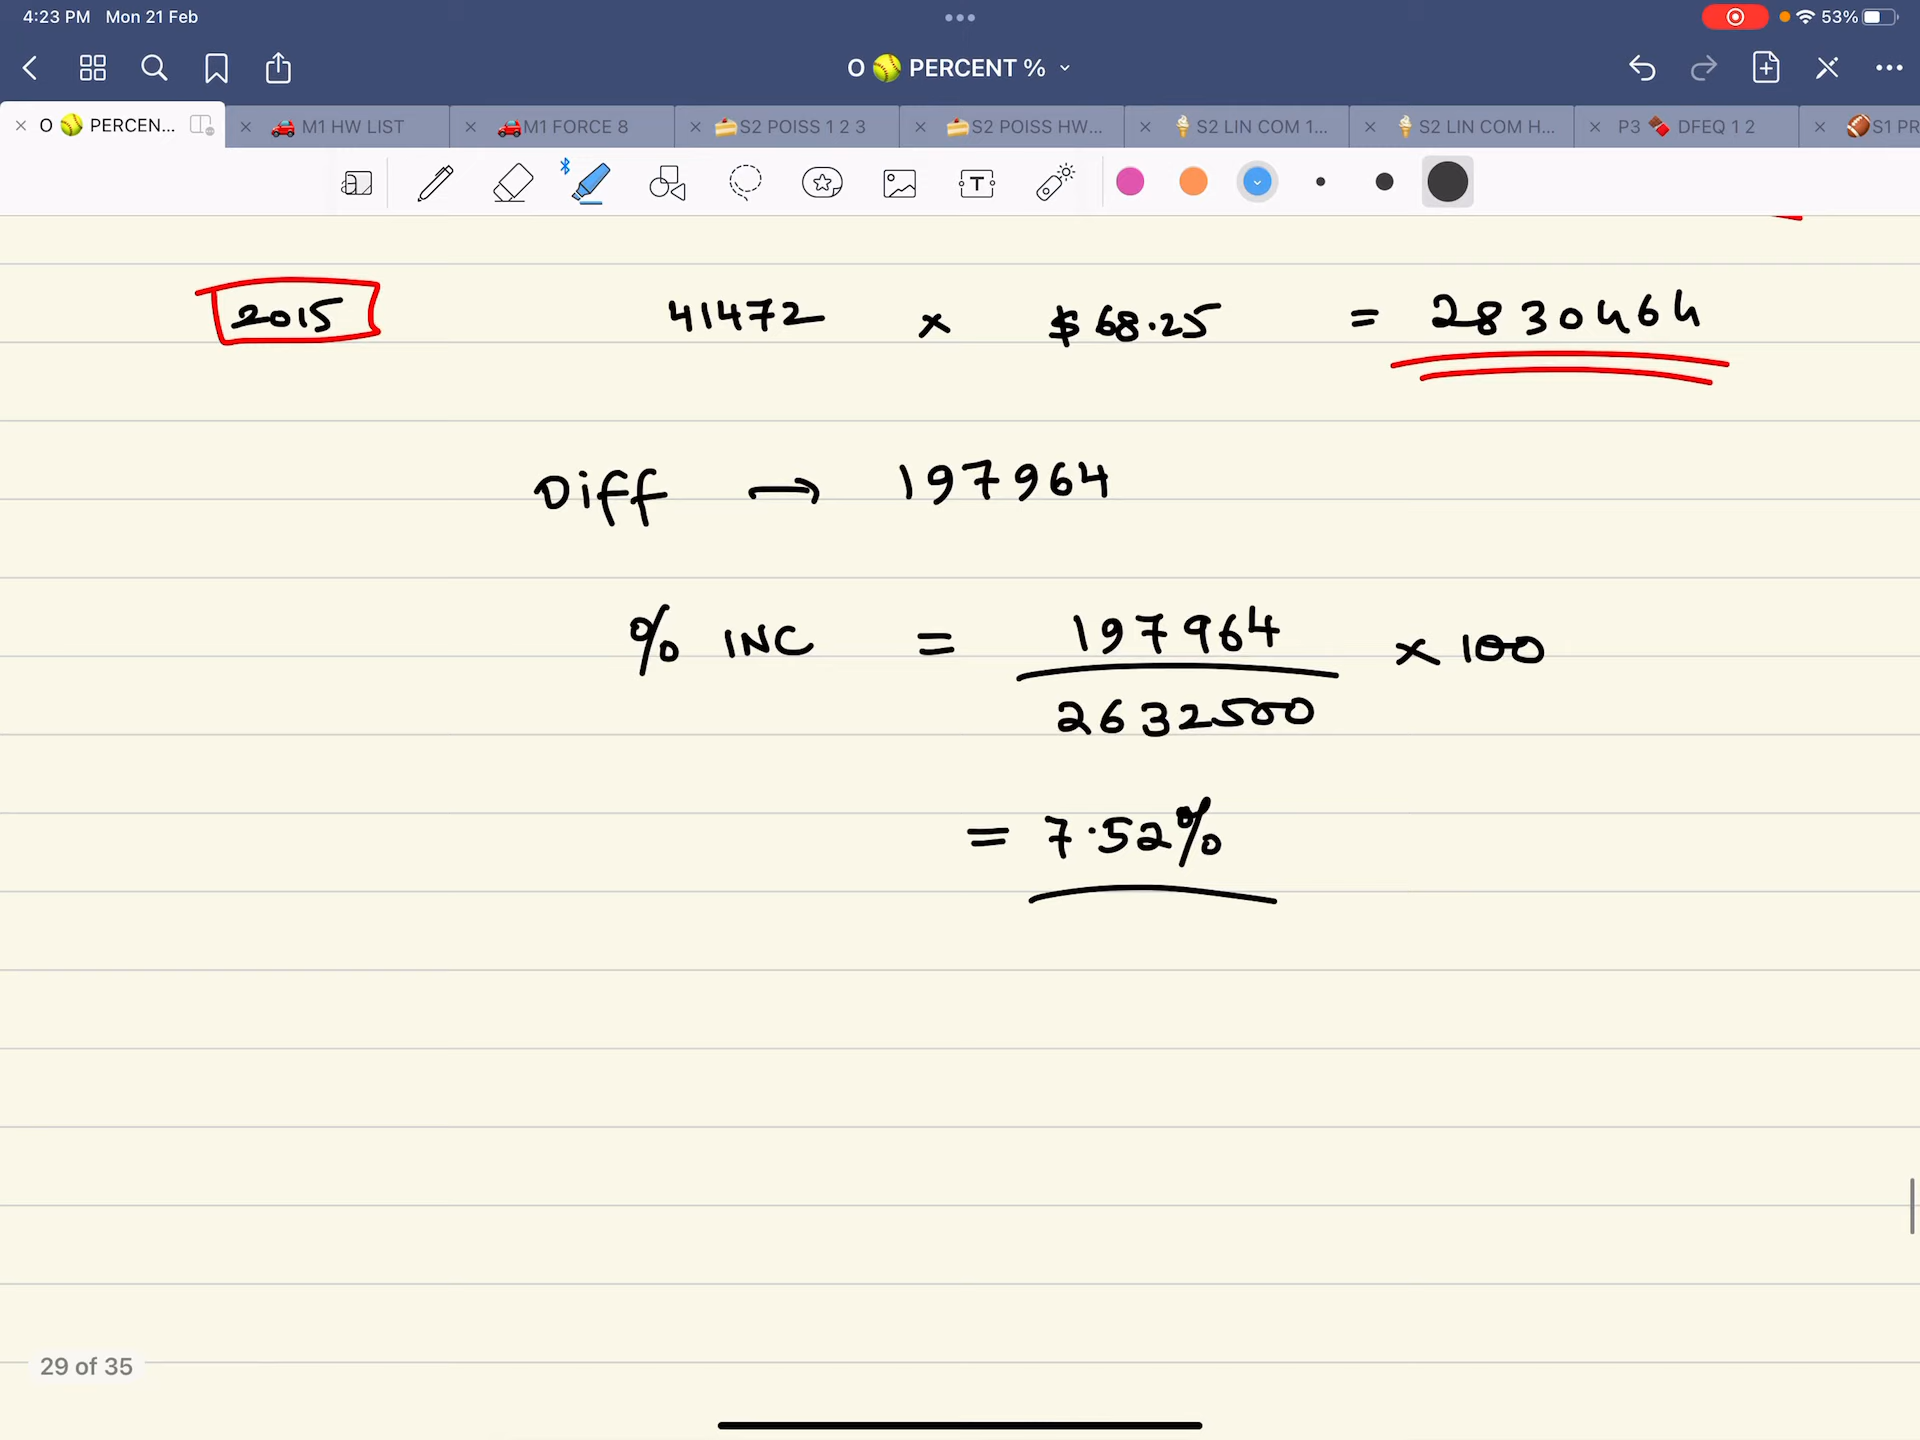 4:23 PM Mon 21 Feb 53%
O 🥎 PERCENT %
O 🥎 PERCEN... M1 HW LIST M1 FORCE 8 S2 POISS 1 2 3 S2 POISS HW... S2 LIN COM 1... S2 LIN COM H... P3 DFEQ 1 2 S1 PR
2015 41472 x $68.25 = 2830464
Diff → 197964
% INC = 197964 x 100
2632500
= 7.52%
29 of 35